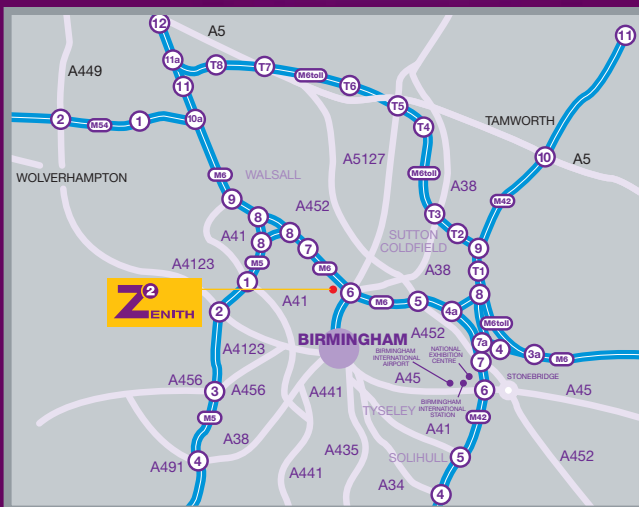 12
A5
11
11a
T8
T7
M6toll
T6
A449
11
T5
2
M54
1
10a
T4
TAMWORTH
A5127
10
A5
WOLVERHAMPTON
M6
WALSALL
M6toll
A38
M42
9
A452
8
T3
A41
8
8
7
T2
SUTTON
COLDFIELD
9
A4123
M5
M6
A38
T1
1
A41
6
M6
5
4a
8
Z2
ZENITH
2
M6toll
BIRMINGHAM
A452
7a
4
3a
M6
A4123
BIRMINGHAM
INTERNATIONAL
AIRPORT
NATIONAL
EXHIBITION
CENTRE
7
STONEBRIDGE
A456
3
A456
A441
A45
6
A45
BIRMINGHAM
INTERNATIONAL
STATION
M5
TYSELEY
M42
A38
A435
A41
A491
4
A441
SOLIHULL
5
A452
A34
4